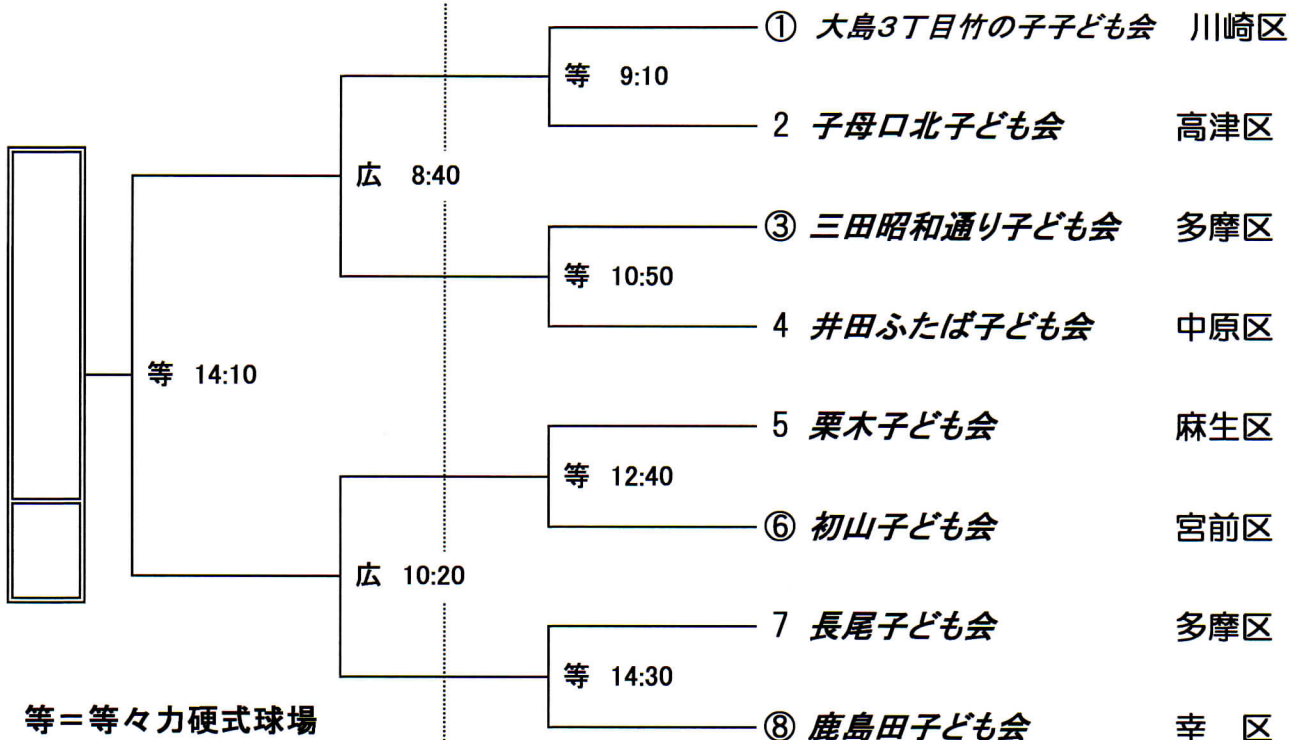 ① 大島3丁目竹の子子ども会 川崎区
等 9:10
2 子母口北子ども会 高津区
広 8:40
③ 三田昭和通り子ども会 多摩区
等 10:50
4 井田ふたば子ども会 中原区
等 14:10
5 栗木子ども会 麻生区
等 12:40
⑥ 初山子ども会 宮前区
広 10:20
7 長尾子ども会 多摩区
等 14:30
等＝等々力硬式球場
⑧ 鹿島田子ども会 幸 区